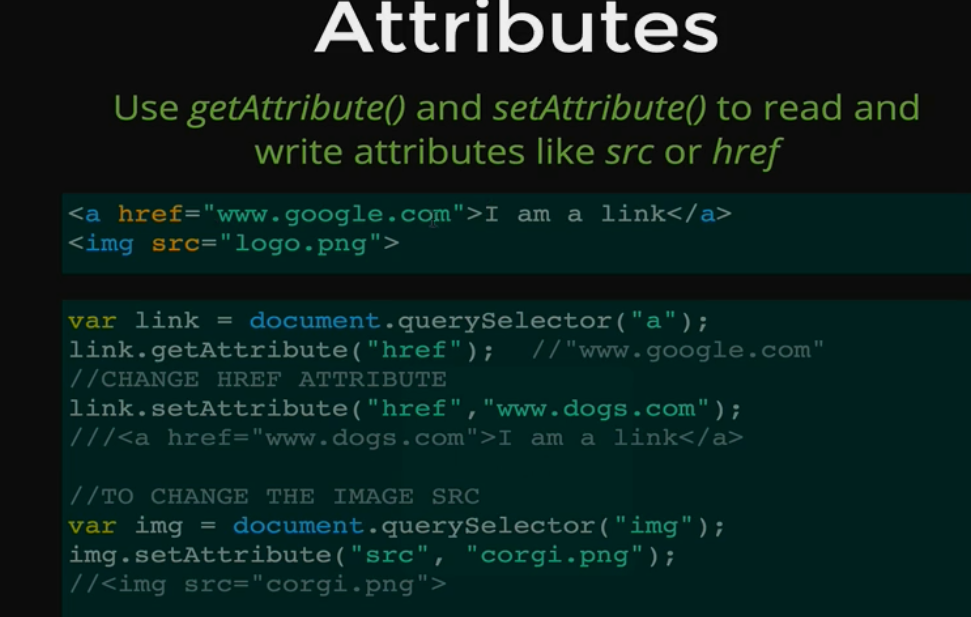 Attributes
Use getAttribute() and setAttribute() to read and
write attributes like src or href
<a href="www.google.com">I am a link</a>
<img src="logo.png">
var link = document.querySelector("a");
link.getAttribute("href");  //"www.google.com"
//CHANGE HREF ATTRIBUTE
link.setAttribute("href","www.dogs.com");
///<a href="www.dogs.com">I am a link</a>
//TO CHANGE THE IMAGE SRC
var img = document.querySelector("img");
img.setAttribute("src", "corgi.png");
//<img src="corgi.png">